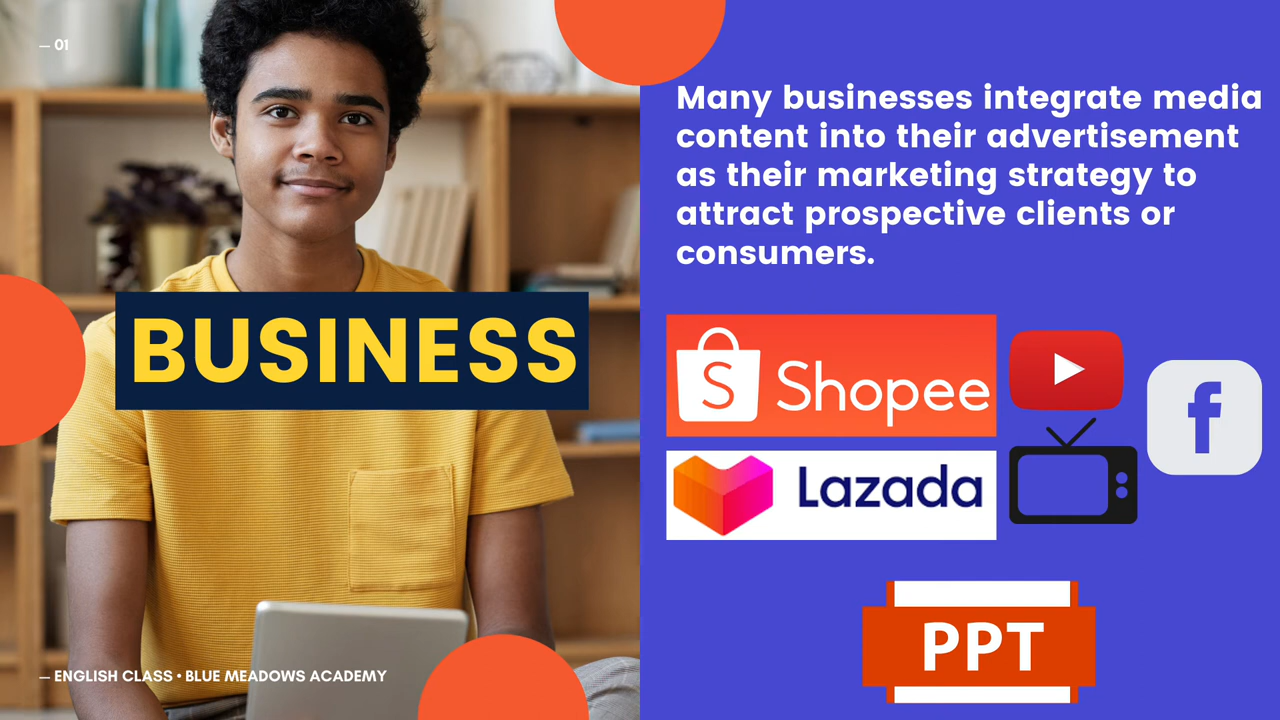 — 01
BUSINESS
— ENGLISH CLASS • BLUE MEADOWS ACADEMY
Many businesses integrate media
content into their advertisement
as their marketing strategy to
attract prospective clients or
consumers.
S Shopee
f
Lazada
PPT